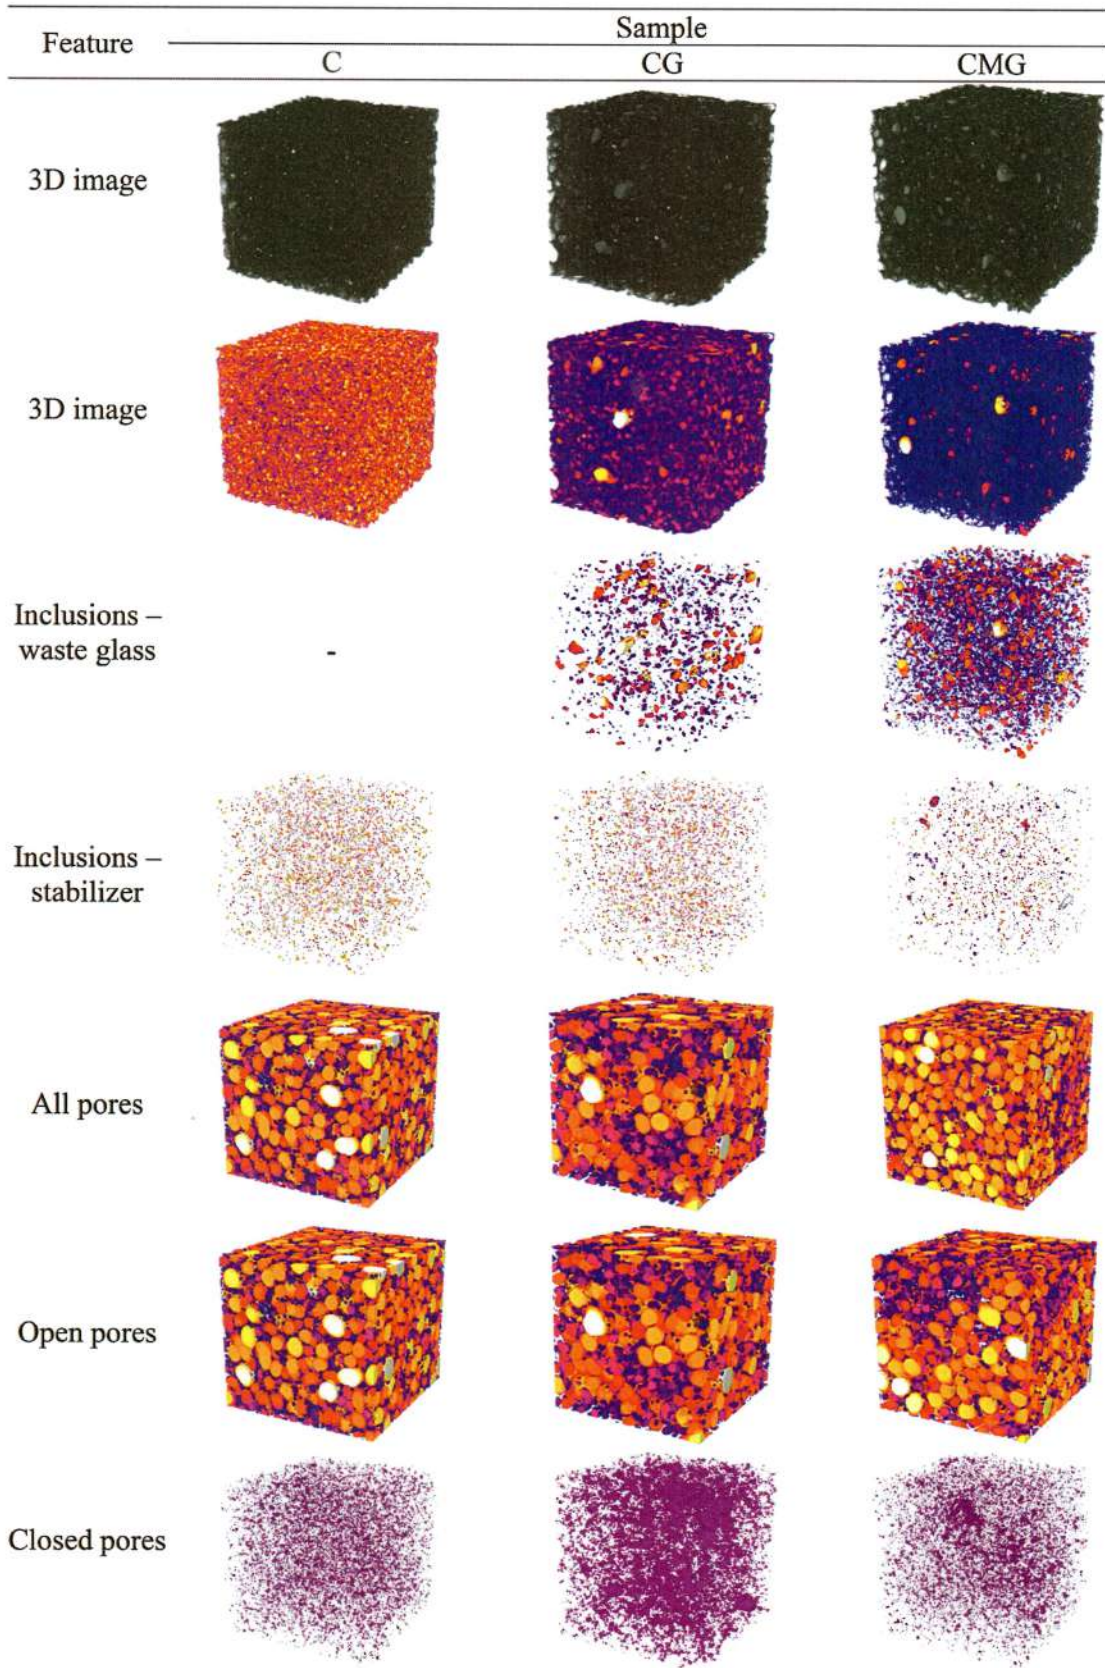 Feature
Sample
C CG CMG
3D image
3D image
Inclusions –
waste glass
-
Inclusions –
stabilizer
All pores
Open pores
Closed pores